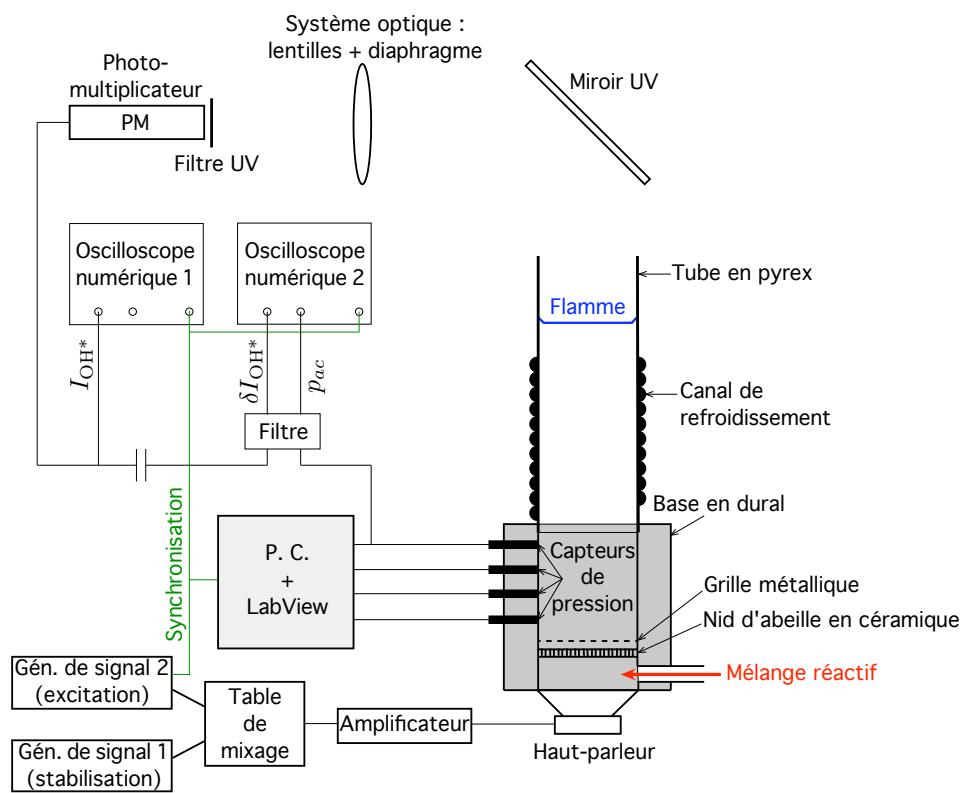 Système optique :
lentilles + diaphragme
Photo-
multiplicateur
PM
Filtre UV
Miroir UV
Oscilloscope
numérique 1
Oscilloscope
numérique 2
Tube en pyrex
Flamme
I_OH*
δI_OH*
p_ac
Filtre
Canal de
refroidissement
Base en dural
Synchronisation
P. C.
+
LabView
Capteurs
de
pression
Grille métallique
Nid d'abeille en céramique
Mélange réactif
Gén. de signal 2
(excitation)
Table
de
mixage
Amplificateur
Haut-parleur
Gén. de signal 1
(stabilisation)